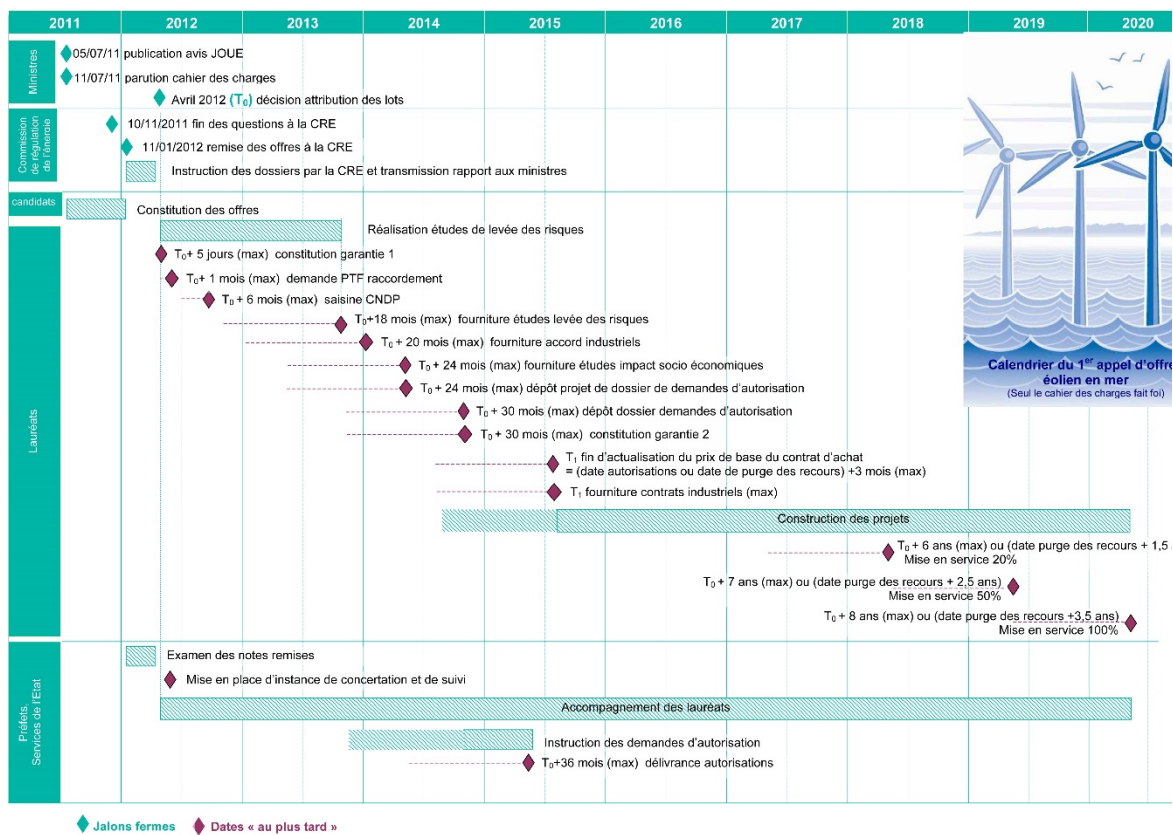 2011 2012 2013 2014 2015 2016 2017 2018 2019 2020
Ministres
05/07/11 publication avis JOUE
11/07/11 parution cahier des charges
Avril 2012 (T₀) décision attribution des lots
Commission
de régulation
de l'énergie
10/11/2011 fin des questions à la CRE
11/01/2012 remise des offres à la CRE
Instruction des dossiers par la CRE et transmission rapport aux ministres
candidats
Constitution des offres
Lauréats
Réalisation études de levée des risques
T₀+ 5 jours (max) constitution garantie 1
T₀+ 1 mois (max) demande PTF raccordement
T₀ + 6 mois (max) saisine CNDP
T₀+18 mois (max) fourniture études levée des risques
T₀ + 20 mois (max) fourniture accord industriels
T₀ + 24 mois (max) fourniture études impact socio économiques
T₀ + 24 mois (max) dépôt projet de dossier de demandes d'autorisation
T₀ + 30 mois (max) dépôt dossier demandes d'autorisation
T₀ + 30 mois (max) constitution garantie 2
T₁ fin d'actualisation du prix de base du contrat d'achat
= (date autorisations ou date de purge des recours) +3 mois (max)
T₁ fourniture contrats industriels (max)
Construction des projets
T₀ + 6 ans (max) ou (date purge des recours + 1,5
Mise en service 20%
T₀ + 7 ans (max) ou (date purge des recours + 2,5 ans)
Mise en service 50%
T₀ + 8 ans (max) ou (date purge des recours +3,5 ans)
Mise en service 100%
Calendrier du 1er appel d'offre
éolien en mer
(Seul le cahier des charges fait foi)
Préfets,
Services de l'Etat
Examen des notes remises
Mise en place d'instance de concertation et de suivi
Accompagnement des lauréats
Instruction des demandes d'autorisation
T₀+36 mois (max) délivrance autorisations
Jalons fermes
Dates « au plus tard »